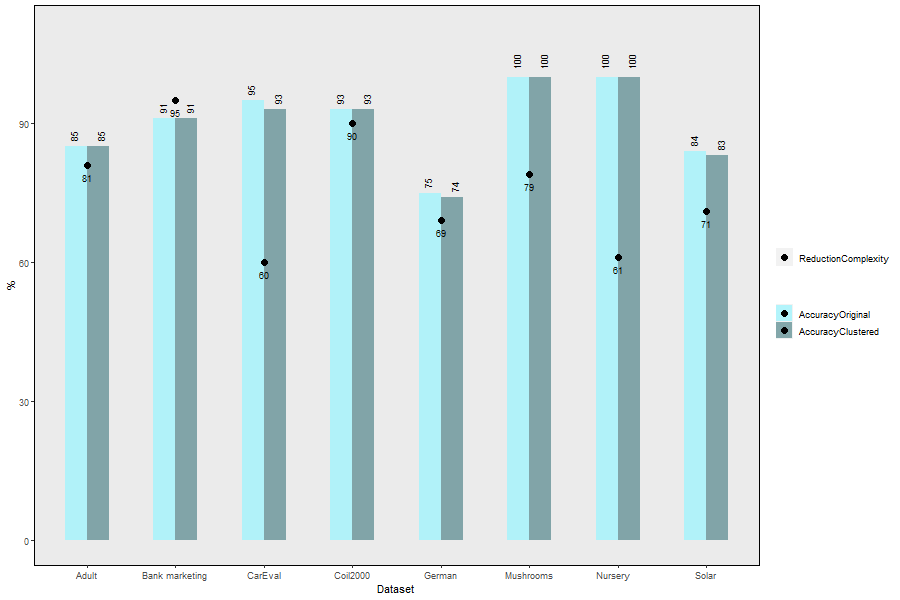 100 100 100 100
95 93 93 93
91 95 91
90
90
85 85 84 83
81
79
75 74
71
69
60
60
61
30
0
%
Adult Bank marketing CarEval Coil2000 German Mushrooms Nursery Solar
Dataset
ReductionComplexity
AccuracyOriginal
AccuracyClustered